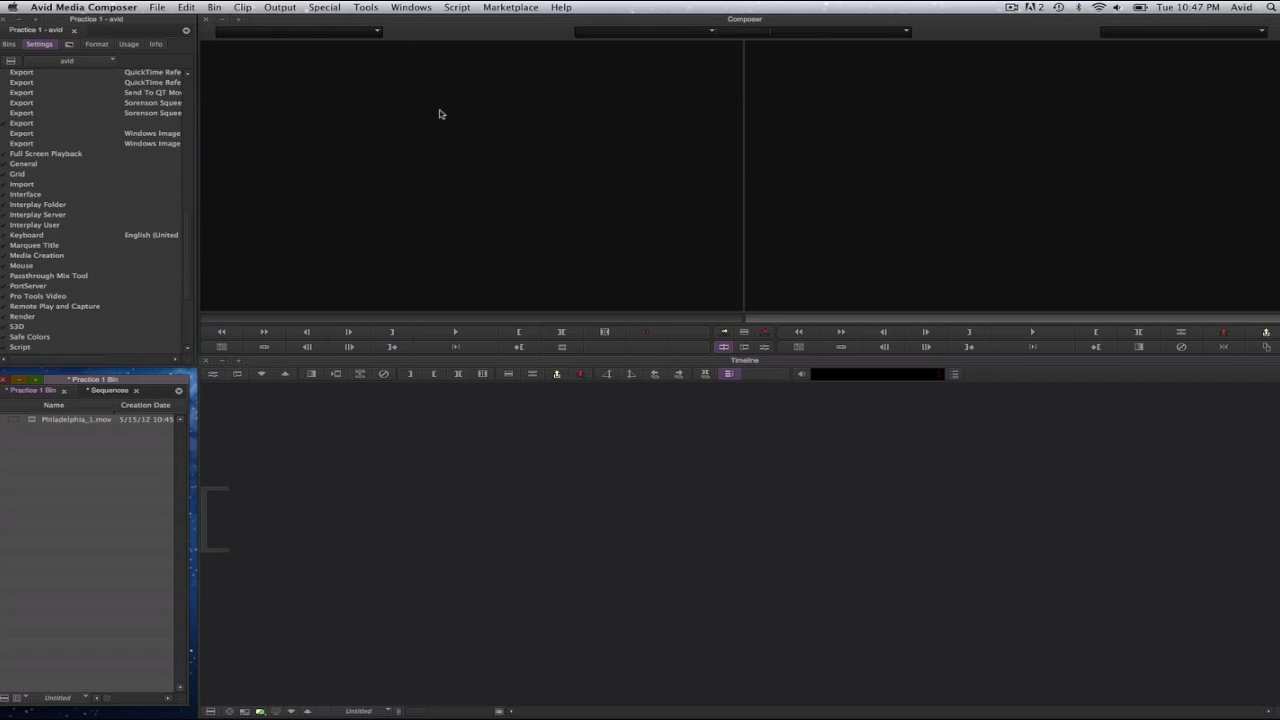 Avid Media Composer File Edit Bin Clip Output Special Tools Windows Script Marketplace Help 2 Tue 10:47 PM Avid
Practice 1 - avid
Composer
Practice 1 - avid
Bins Settings Format Usage Info
avid
Export QuickTime Refe
Export QuickTime Refe
Export Send To QT Mo
Export Sorenson Squee
Export Sorenson Squee
Export
Export Windows Image
Export Windows Image
Full Screen Playback
General
Grid
Import
Interface
Interplay Folder
Interplay Server
Interplay User
Keyboard English (United
Marquee Title
Media Creation
Mouse
Passthrough Mix Tool
PortServer
Pro Tools Video
Remote Play and Capture
Render
S3D
Safe Colors
Script
Timeline
* Practice 1 Bin
* Practice 1 Bin * Sequences
Name Creation Date
Philadelphia_1.mov 5/15/12 10:45
Untitled
Untitled